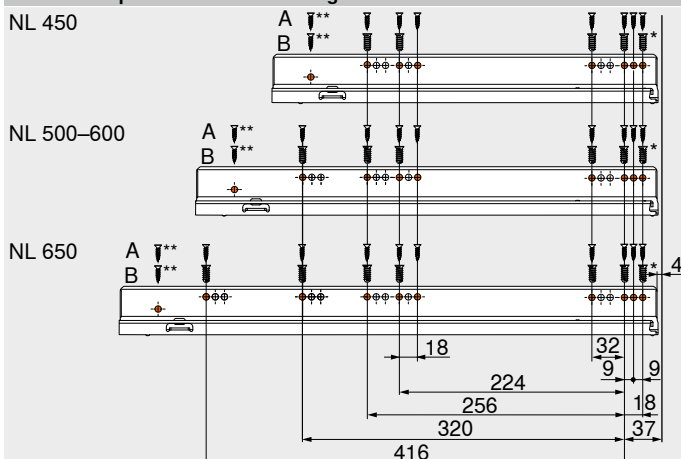 NL 450
A **
B ** *
NL 500–600
A **
B ** *
NL 650
A **
B ** * 4
18 32
9 9
224
256 18
320 37
416